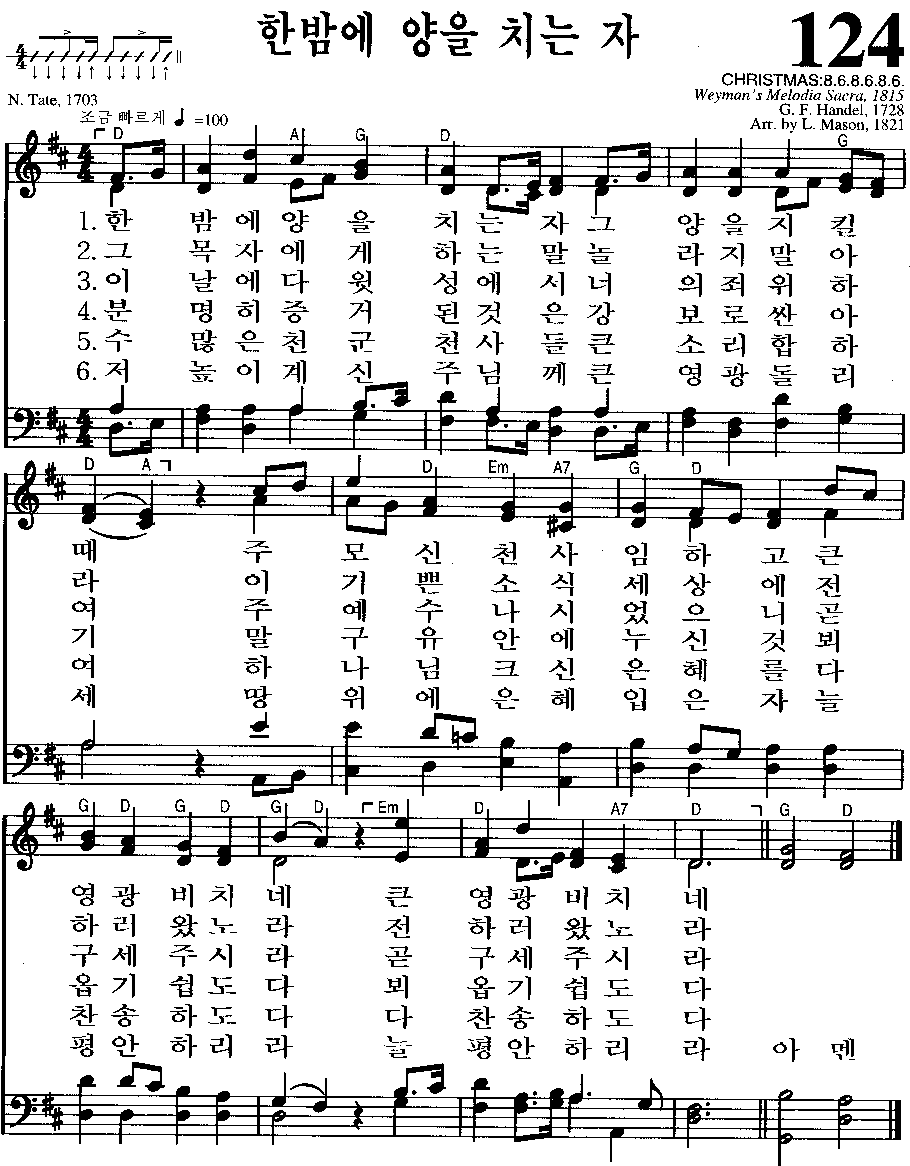 한밤에 양을 치는 자
124
CHRISTMAS:8.6.8.6.8.6.
Weyman's Melodia Sacra, 1815
N. Tate, 1703
G. F. Handel, 1728
조금 빠르게 ♩=100
Arr. by L. Mason, 1821
D A G D G
4/4
1. 한 밤 에 양 을 치 는 자 그 양 을 지 킬
2. 그 목 자 에 게 하 는 말 놀 라 지 말 아
3. 이 날 에 다 윗 성 에 서 너 의 죄 위 하
4. 분 명 히 증 거 된 것 은 강 보 로 싼 아
5. 수 많 은 천 군 천 사 들 큰 소 리 합 하
6. 저 높 이 계 신 주 님 께 큰 영 광 돌 리
D A D Em A7 G D
때 주 모 신 천 사 임 하 고 큰
라 이 기 쁜 소 식 세 상 에 전
여 주 예 수 나 시 었 으 니 곧
기 말 구 유 안 에 누 신 것 뵈
여 하 나 님 크 신 은 혜 를 다
세 땅 위 에 은 혜 입 은 자 늘
G D G D G D Em D A7 D G D
영 광 비 치 네 큰 영 광 비 치 네
하 러 왔 노 라 전 하 러 왔 노 라
구 세 주 시 라 곧 구 세 주 시 라
옵 기 쉽 도 다 뵈 옵 기 쉽 도 다
찬 송 하 도 다 다 찬 송 하 도 다
평 안 하 리 라 늘 평 안 하 리 라 아 멘